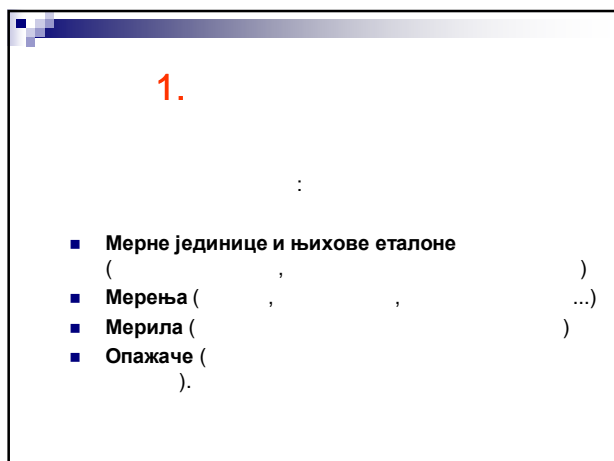 1.
:
Мерне јединице и њихове еталоне
( , )
Мерења ( , , ...)
Мерила ( )
Опажаче (
).